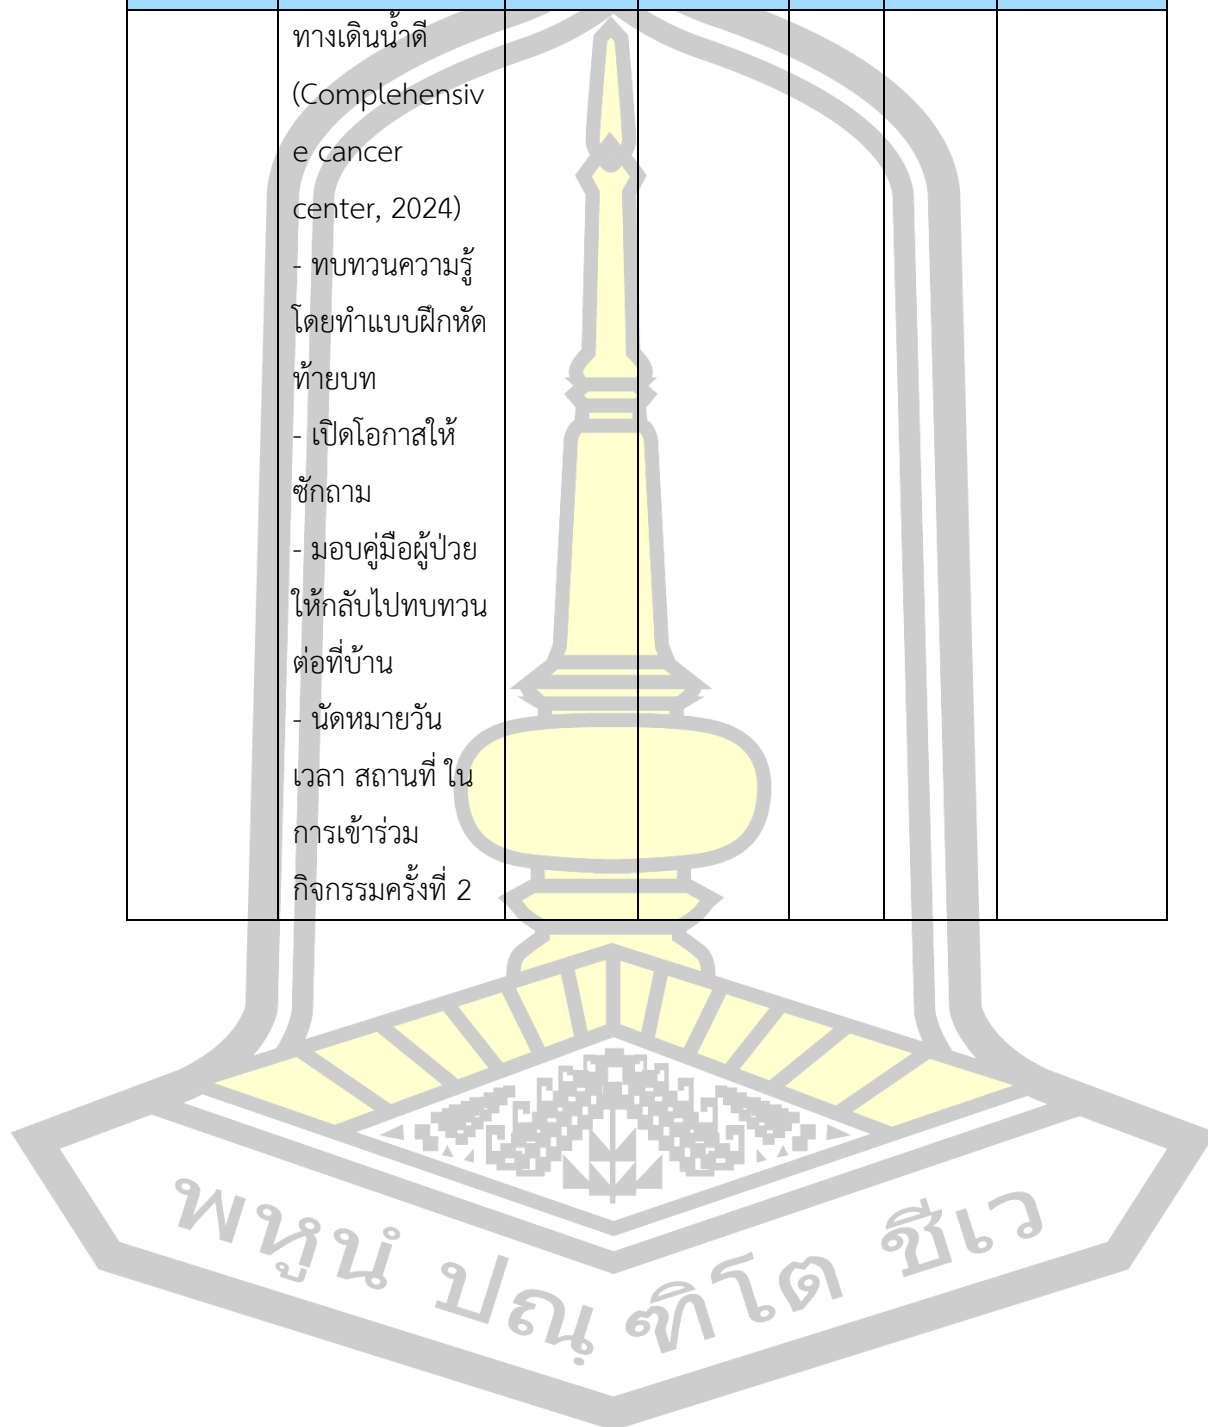 ทางเดินน้ำดี
(Complehensiv
e cancer
center, 2024)
- ทบทวนความรู้
โดยทำแบบฝึกหัด
ท้ายบท
- เปิดโอกาสให้
ซักถาม
- มอบคู่มือผู้ป่วย
ให้กลับไปทบทวน
ต่อที่บ้าน
- นัดหมายวัน
เวลา สถานที่ ใน
การเข้าร่วม
กิจกรรมครั้งที่ 2
พหูนํ ปณฺฑิโต ชีเว